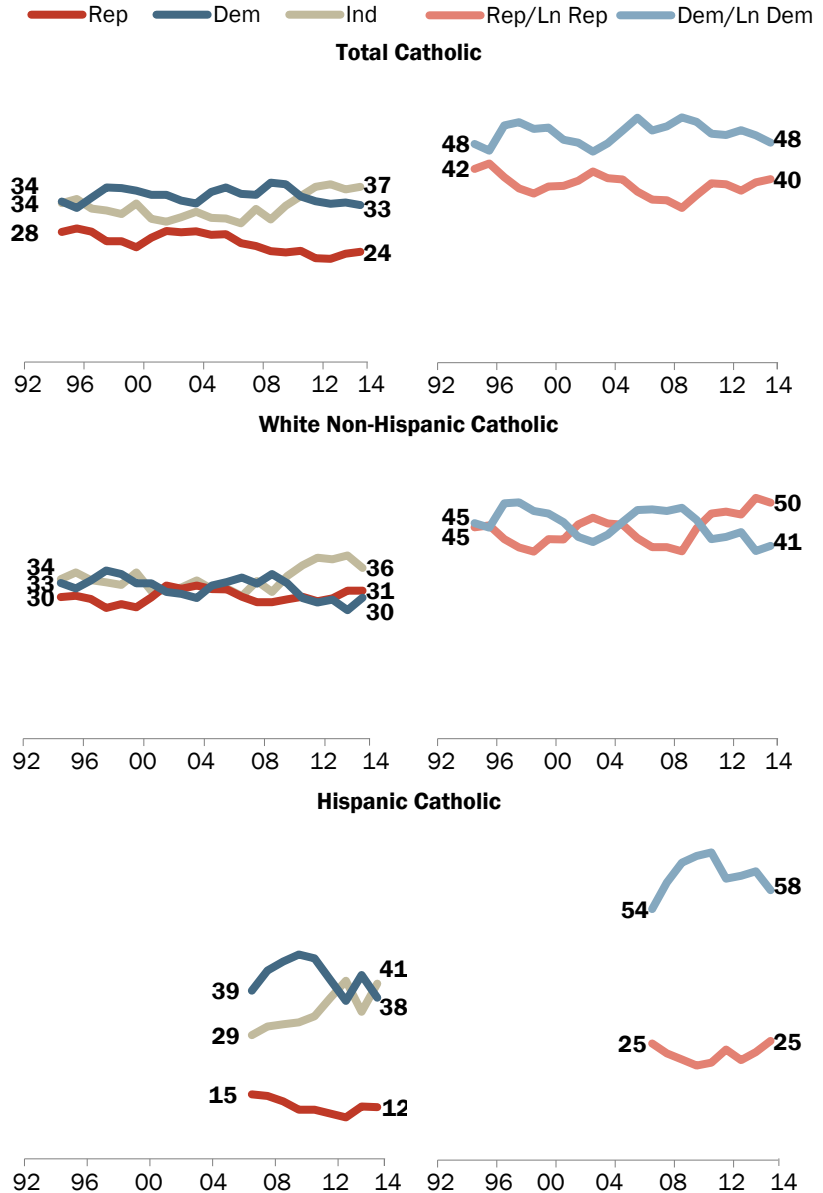 Rep Dem Ind Rep/Ln Rep Dem/Ln Dem
Total Catholic
48 48
42 40
34 37
34 33
28 24
92 96 00 04 08 12 14 92 96 00 04 08 12 14
White Non-Hispanic Catholic
45 50
45 41
34 36
33 31
30 30
92 96 00 04 08 12 14 92 96 00 04 08 12 14
Hispanic Catholic
54 58
39 41
29 38
25 25
15 12
92 96 00 04 08 12 14 92 96 00 04 08 12 14